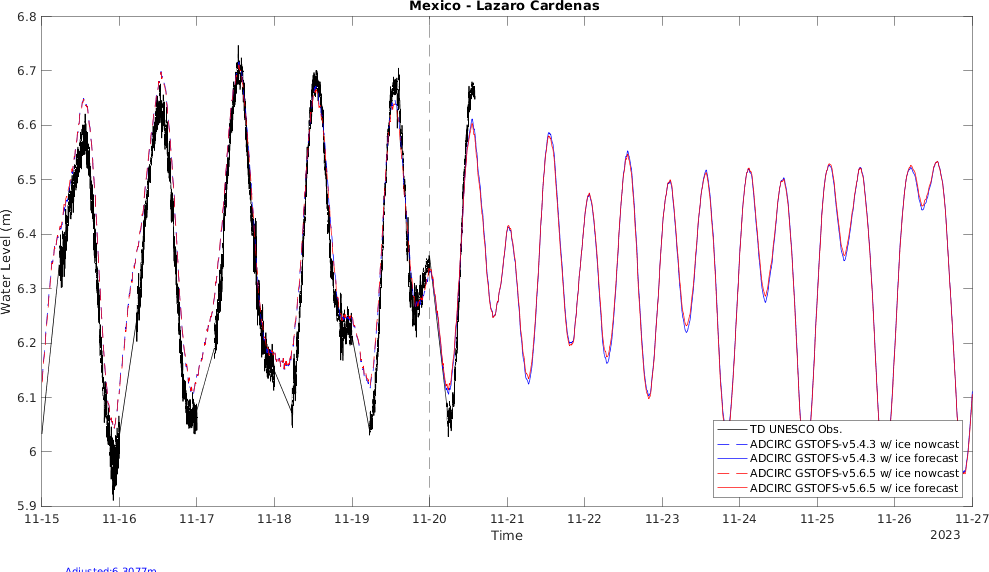 Mexico - Lazaro Cardenas
Water Level (m)
6.8
6.7
6.6
6.5
6.4
6.3
6.2
6.1
6
5.9
11-15 11-16 11-17 11-18 11-19 11-20 11-21 11-22 11-23 11-24 11-25 11-26 11-27
Time
2023
TD UNESCO Obs.
ADCIRC GSTOFS-v5.4.3 w/ ice nowcast
ADCIRC GSTOFS-v5.4.3 w/ ice forecast
ADCIRC GSTOFS-v5.6.5 w/ ice nowcast
ADCIRC GSTOFS-v5.6.5 w/ ice forecast
Adjusted:6.3077m